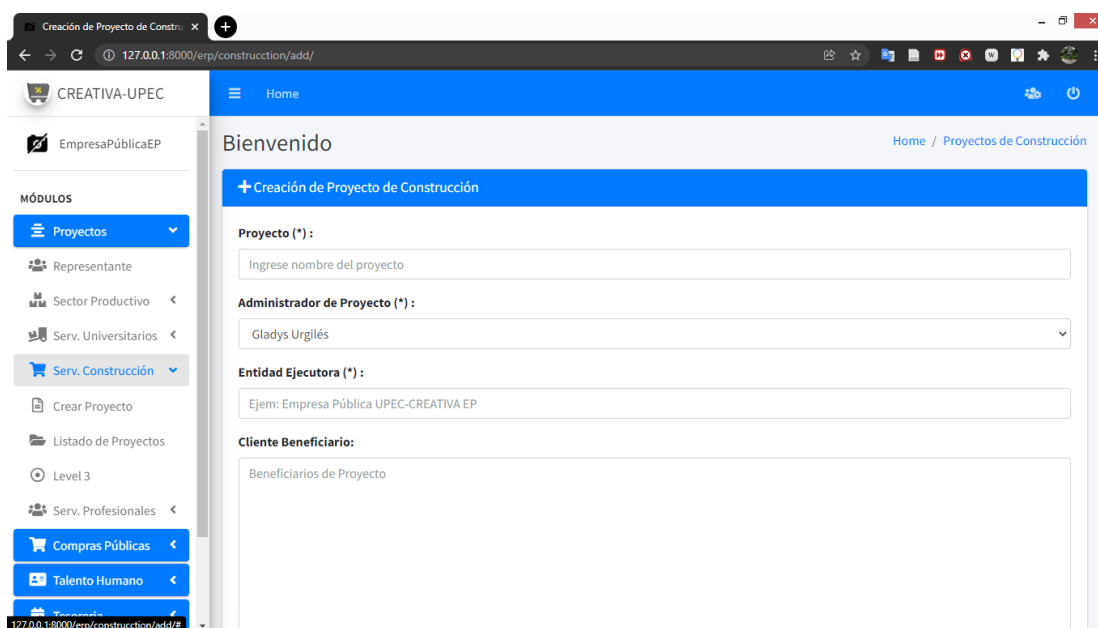 Creación de Proyecto de Constru
127.0.0.1:8000/erp/construcction/add/
CREATIVA-UPEC
Home
EmpresaPúblicaEP
Bienvenido
Home / Proyectos de Construcción
MÓDULOS
Proyectos
Representante
Sector Productivo
Serv. Universitarios
Serv. Construcción
Crear Proyecto
Listado de Proyectos
Level 3
Serv. Profesionales
Compras Públicas
Talento Humano
Tesoreria
127.0.0.1:8000/erp/construcction/add/#
Creación de Proyecto de Construcción
Proyecto (*) :
Ingrese nombre del proyecto
Administrador de Proyecto (*) :
Gladys Urgilés
Entidad Ejecutora (*) :
Ejem: Empresa Pública UPEC-CREATIVA EP
Cliente Beneficiario:
Beneficiarios de Proyecto